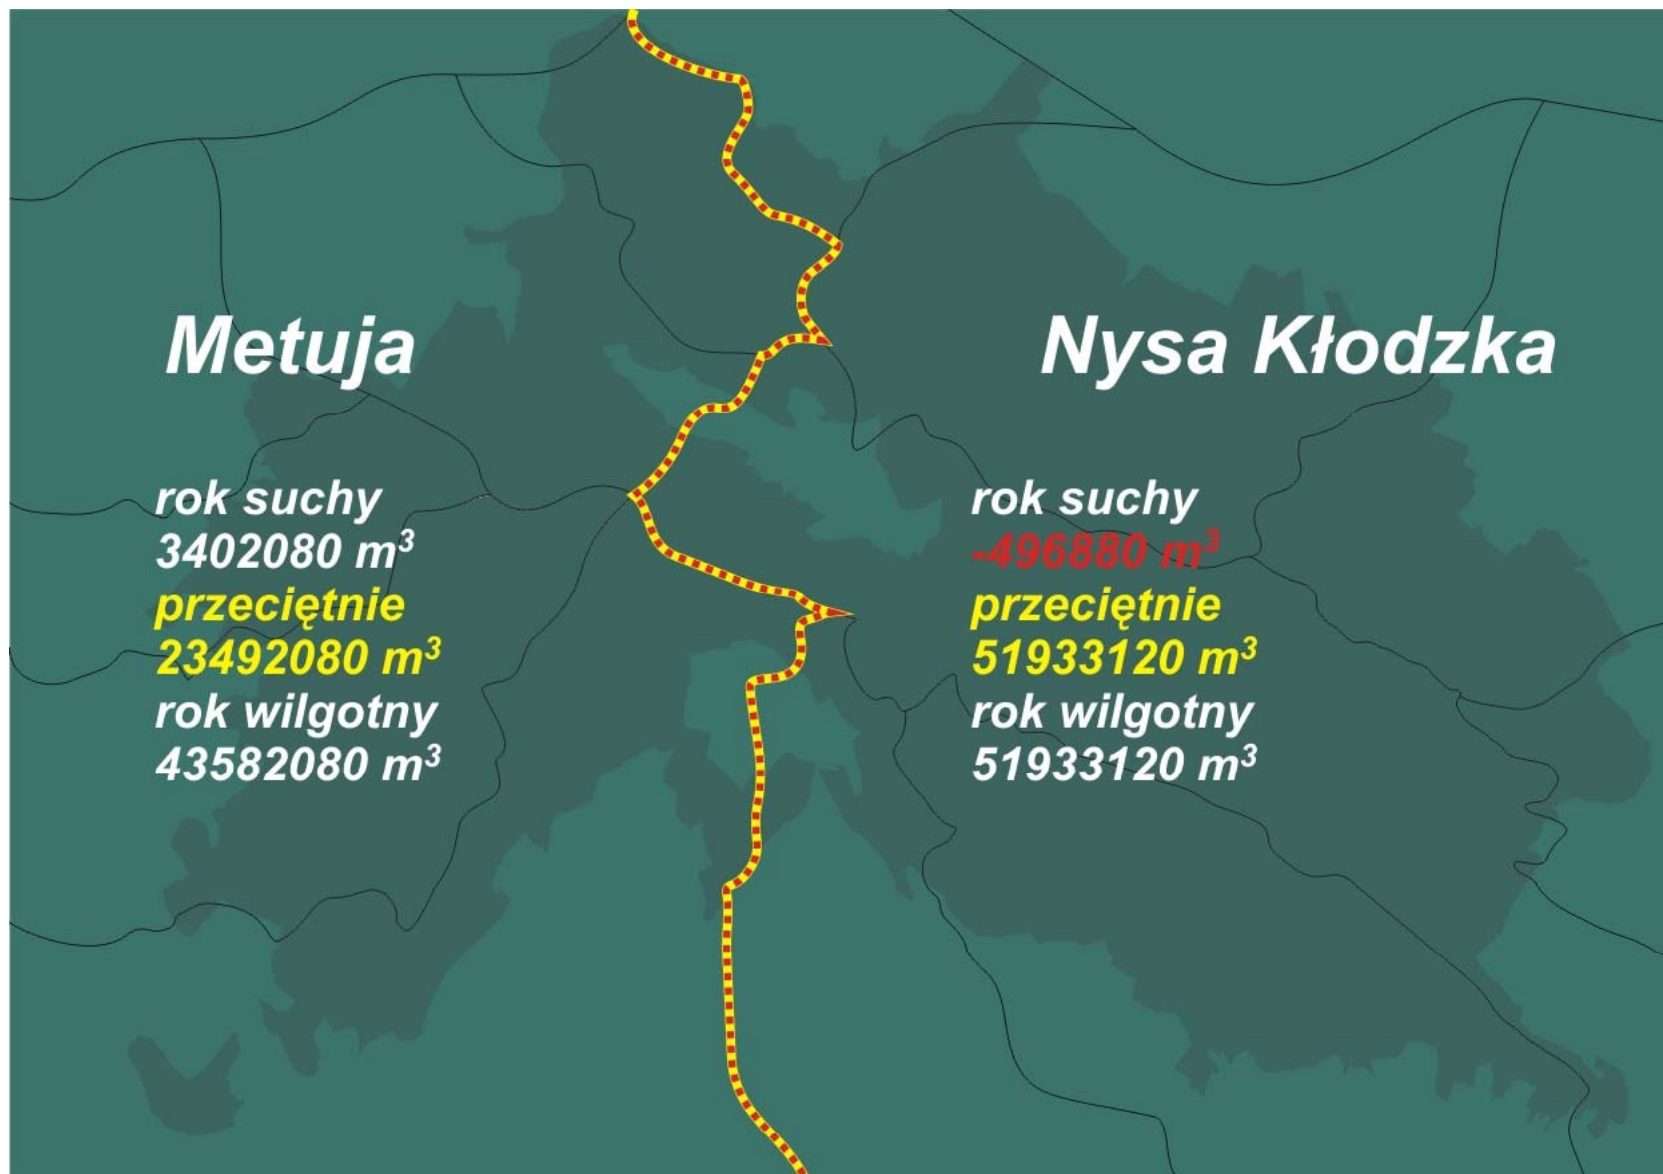 Metuja
Nysa Kłodzka
rok suchy
3402080 m³
przeciętnie
23492080 m³
rok wilgotny
43582080 m³
rok suchy
-496880 m³
przeciętnie
51933120 m³
rok wilgotny
51933120 m³